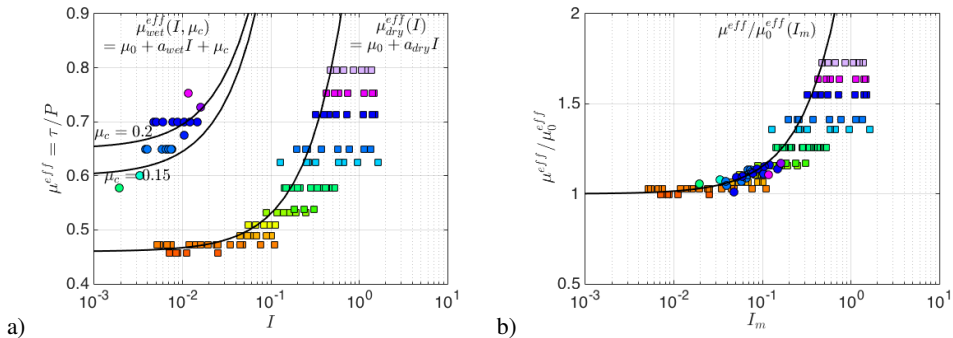 μ_wet^eff(I, μ_c)
= μ_0 + a_wet I + μ_c
μ_dry^eff(I)
= μ_0 + a_dry I
μ_c = 0.2
μ_c = 0.15
0.9
0.8
0.7
0.6
0.5
0.4
μ^eff = τ/P
10^-3
10^-2
10^-1
10^0
10^1
I
a)
μ^eff/μ_0^eff(I_m)
2
1.5
1
0.5
μ^eff/μ_0^eff
10^-3
10^-2
10^-1
10^0
10^1
I_m
b)